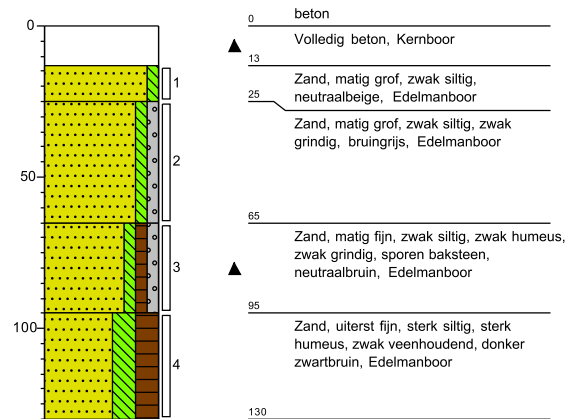 beton
0
0
Volledig beton, Kernboor
13
1
Zand, matig grof, zwak siltig,
neutraalbeige, Edelmanboor
25
Zand, matig grof, zwak siltig, zwak
grindig, bruingrijs, Edelmanboor
2
50
65
Zand, matig fijn, zwak siltig, zwak humeus,
zwak grindig, sporen baksteen,
neutraalbruin, Edelmanboor
3
95
100
Zand, uiterst fijn, sterk siltig, sterk
humeus, zwak veenhoudend, donker
zwartbruin, Edelmanboor
4
130